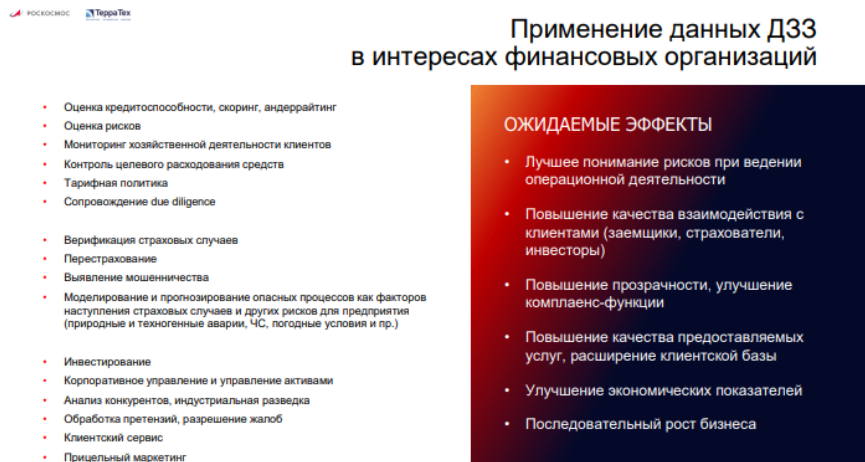 РОСКОСМОС ТерраТех
Применение данных ДЗЗ
в интересах финансовых организаций
• Оценка кредитоспособности, скоринг, андеррайтинг
• Оценка рисков
• Мониторинг хозяйственной деятельности клиентов
• Контроль целевого расходования средств
• Тарифная политика
• Сопровождение due diligence
• Верификация страховых случаев
• Перестрахование
• Выявление мошенничества
• Моделирование и прогнозирование опасных процессов как факторов
наступления страховых случаев и других рисков для предприятия
(природные и техногенные аварии, ЧС, погодные условия и пр.)
• Инвестирование
• Корпоративное управление и управление активами
• Анализ конкурентов, индустриальная разведка
• Обработка претензий, разрешение жалоб
• Клиентский сервис
• Прицельный маркетинг
ОЖИДАЕМЫЕ ЭФФЕКТЫ
• Лучшее понимание рисков при ведении
операционной деятельности
• Повышение качества взаимодействия с
клиентами (заемщики, страхователи,
инвесторы)
• Повышение прозрачности, улучшение
комплаенс-функции
• Повышение качества предоставляемых
услуг, расширение клиентской базы
• Улучшение экономических показателей
• Последовательный рост бизнеса